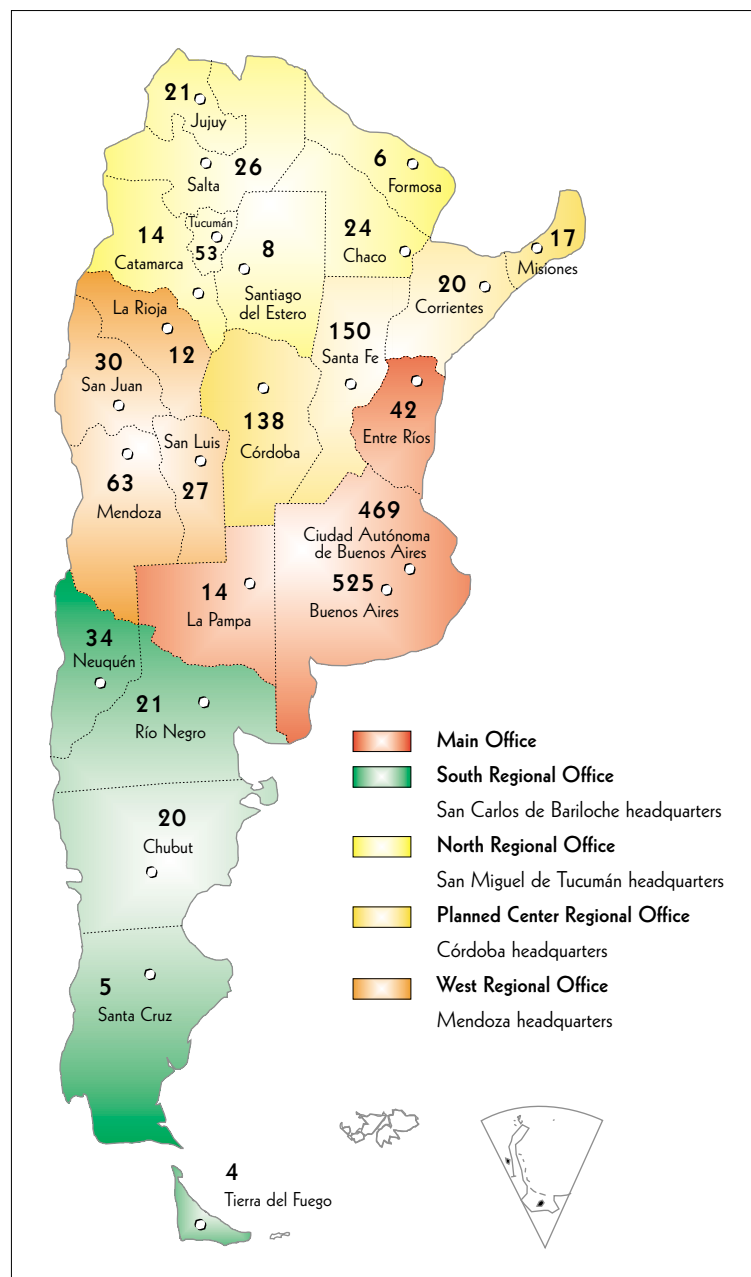 21
Jujuy
26
Salta
6
Formosa
Tucumán
53
14
Catamarca
8
Santiago
del Estero
24
Chaco
17
Misiones
20
Corrientes
La Rioja
12
150
Santa Fe
30
San Juan
138
Córdoba
42
Entre Ríos
San Luis
27
63
Mendoza
469
Ciudad Autónoma
de Buenos Aires
525
Buenos Aires
14
La Pampa
34
Neuquén
21
Río Negro
20
Chubut
5
Santa Cruz
4
Tierra del Fuego
Main Office
South Regional Office
San Carlos de Bariloche headquarters
North Regional Office
San Miguel de Tucumán headquarters
Planned Center Regional Office
Córdoba headquarters
West Regional Office
Mendoza headquarters